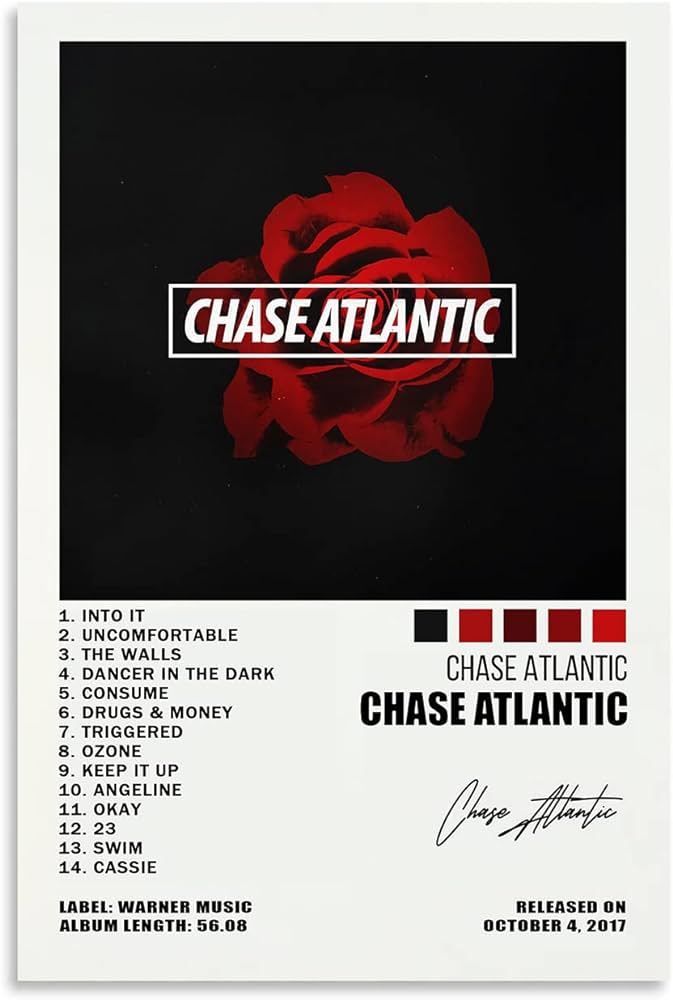 CHASE ATLANTIC
1. INTO IT
2. UNCOMFORTABLE
3. THE WALLS
4. DANCER IN THE DARK
5. CONSUME
6. DRUGS & MONEY
7. TRIGGERED
8. OZONE
9. KEEP IT UP
10. ANGELINE
11. OKAY
12. 23
13. SWIM
14. CASSIE
CHASE ATLANTIC
CHASE ATLANTIC
Chase Atlantic
LABEL: WARNER MUSIC
ALBUM LENGTH: 56.08
RELEASED ON
OCTOBER 4, 2017